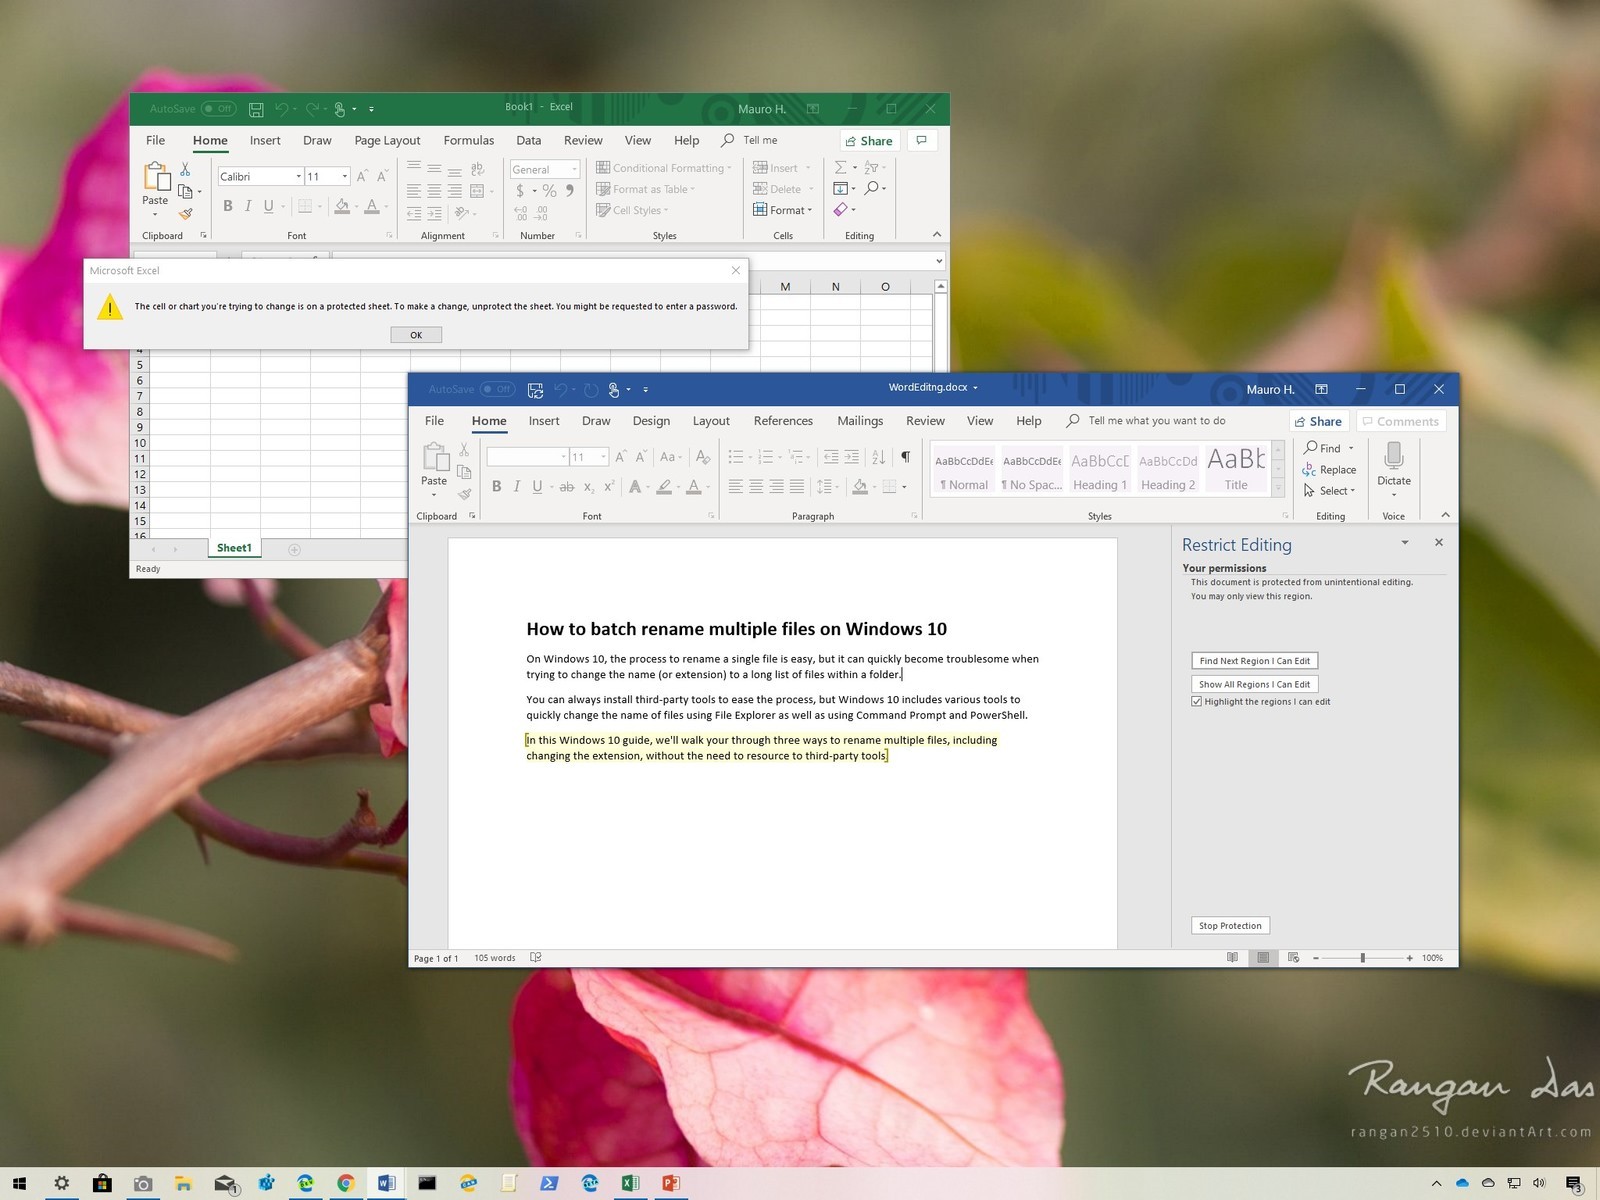 AutoSave Off
Book1 - Excel
Mauro H.
File Home Insert Draw Page Layout Formulas Data Review View Help Tell me Share
Paste
Calibri 11
General
Conditional Formatting
Format as Table
Cell Styles
Insert
Delete
Format
Clipboard Font Alignment Number Styles Cells Editing
Microsoft Excel
The cell or chart you're trying to change is on a protected sheet. To make a change, unprotect the sheet. You might be requested to enter a password.
OK
M N O
5
6
7
8
9
10
11
12
13
14
15
16
Sheet1
Ready
AutoSave Off
WordEditng.docx
Mauro H.
File Home Insert Draw Design Layout References Mailings Review View Help Tell me what you want to do Share Comments
Paste
11
AaBbCcDdEe AaBbCcDdEe AaBbCcD AaBbCcDd AaBb
¶ Normal ¶ No Spac... Heading 1 Heading 2 Title
Find
Replace
Select
Dictate
Clipboard Font Paragraph Styles Editing Voice
How to batch rename multiple files on Windows 10
On Windows 10, the process to rename a single file is easy, but it can quickly become troublesome when
trying to change the name (or extension) to a long list of files within a folder.
You can always install third-party tools to ease the process, but Windows 10 includes various tools to
quickly change the name of files using File Explorer as well as using Command Prompt and PowerShell.
[In this Windows 10 guide, we'll walk your through three ways to rename multiple files, including
changing the extension, without the need to resource to third-party tools]
Restrict Editing
Your permissions
This document is protected from unintentional editing.
You may only view this region.
Find Next Region I Can Edit
Show All Regions I Can Edit
Highlight the regions I can edit
Stop Protection
Page 1 of 1 105 words
100%
Rangan Das
rangan2510.deviantArt.com
1
3